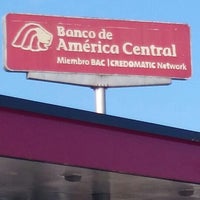 Banco de
América Central
Miembro BAC | CREDOMATIC Network